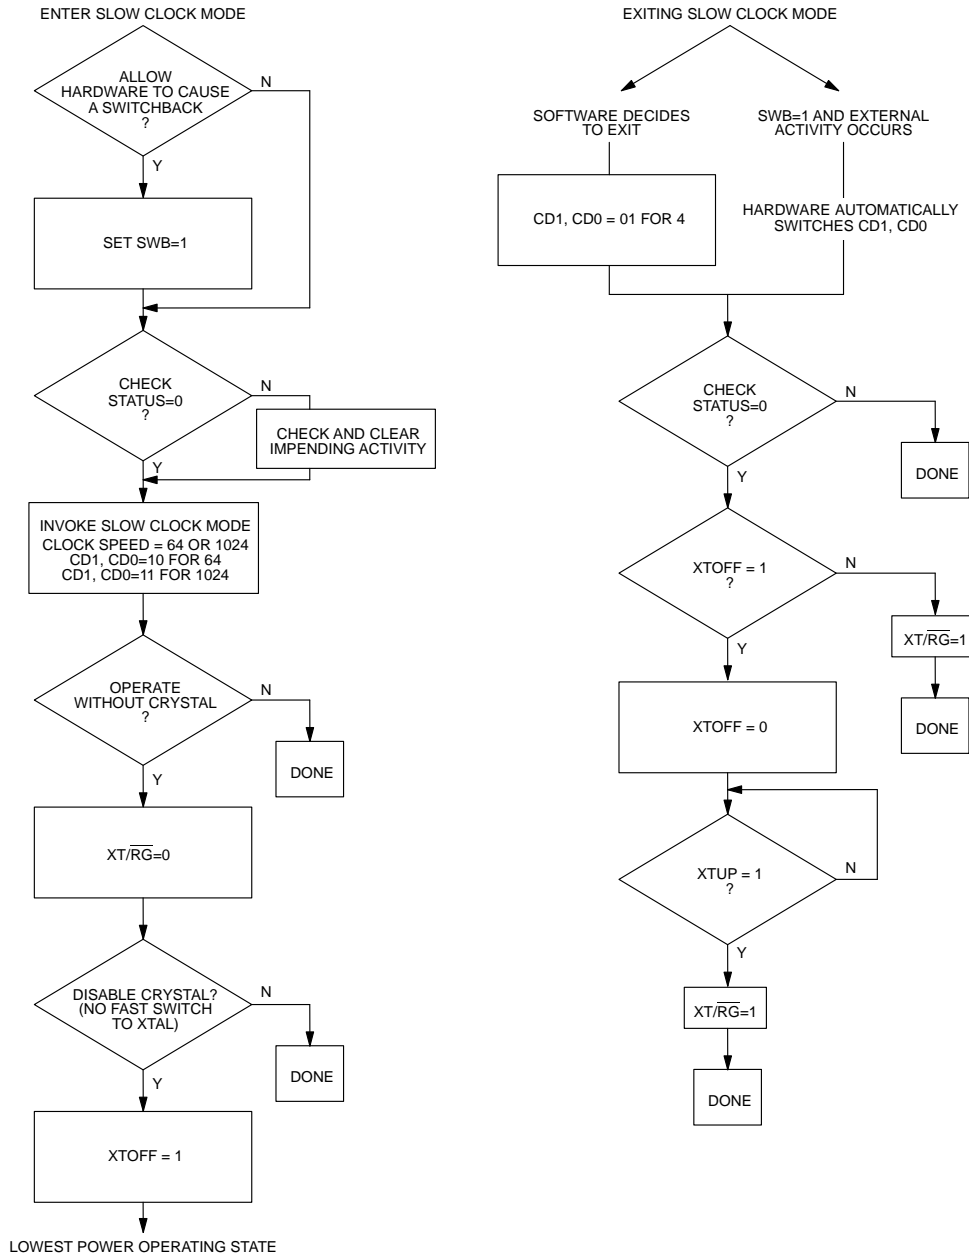 ENTER SLOW CLOCK MODE
ALLOW
HARDWARE TO CAUSE
A SWITCHBACK
?
N
Y
SET SWB=1
CHECK
STATUS=0
?
N
CHECK AND CLEAR
IMPENDING ACTIVITY
Y
INVOKE SLOW CLOCK MODE
CLOCK SPEED = 64 OR 1024
CD1, CD0=10 FOR 64
CD1, CD0=11 FOR 1024
OPERATE
WITHOUT CRYSTAL
?
N
DONE
Y
XT/R̅G̅=0
DISABLE CRYSTAL?
(NO FAST SWITCH
TO XTAL)
N
DONE
Y
XTOFF = 1
LOWEST POWER OPERATING STATE
EXITING SLOW CLOCK MODE
SOFTWARE DECIDES
TO EXIT
SWB=1 AND EXTERNAL
ACTIVITY OCCURS
CD1, CD0 = 01 FOR 4
HARDWARE AUTOMATICALLY
SWITCHES CD1, CD0
CHECK
STATUS=0
?
N
DONE
Y
XTOFF = 1
?
N
XT/R̅G̅=1
DONE
Y
XTOFF = 0
XTUP = 1
?
N
Y
XT/R̅G̅=1
DONE